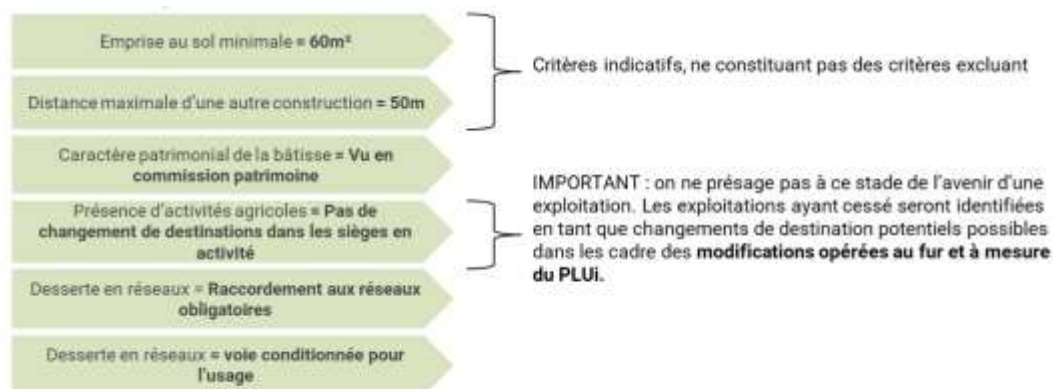 Emprise au sol minimale = 60m²
Critères indicatifs, ne constituant pas des critères excluant
Distance maximale d'une autre construction = 50m
Caractère patrimonial de la bâtisse = Vu en
commission patrimoine
Présence d'activités agricoles = Pas de
changement de destinations dans les sièges en
activité
IMPORTANT : on ne présage pas à ce stade de l'avenir d'une
exploitation. Les exploitations ayant cessé seront identifiées
en tant que changements de destination potentiels possibles
dans les cadre des modifications opérées au fur et à mesure
du PLUi.
Desserte en réseaux = Raccordement aux réseaux
obligatoires
Desserte en réseaux = voie conditionnée pour
l'usage